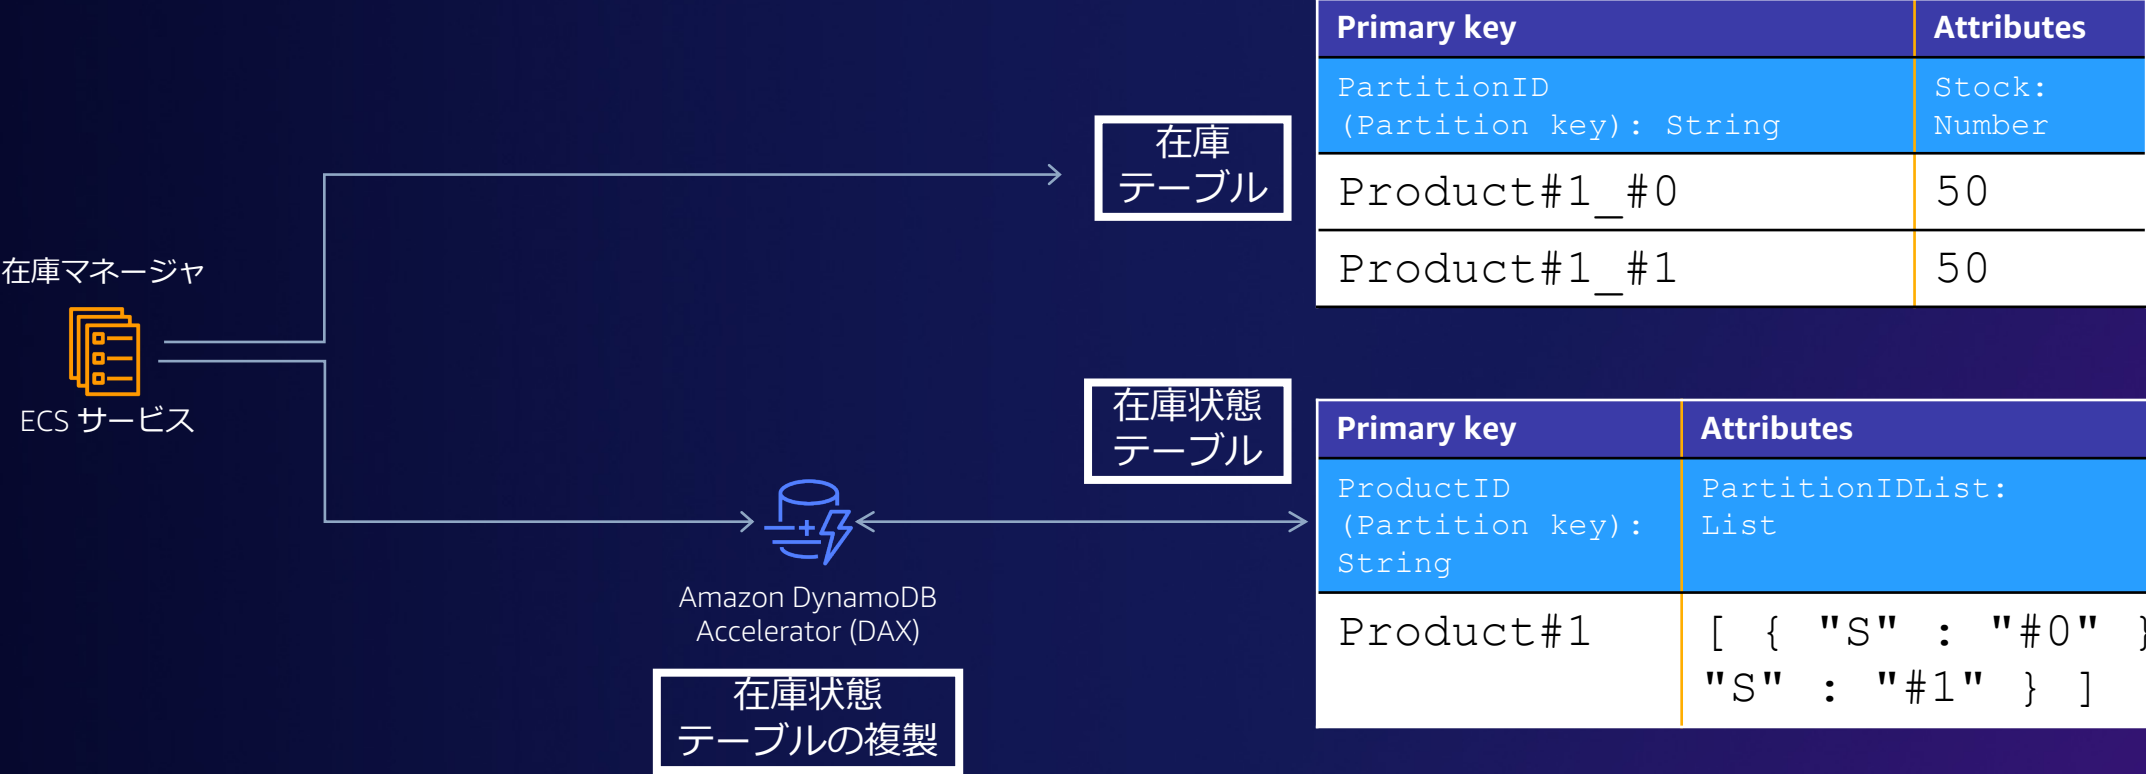 在庫マネージャ
ECS サービス
Amazon DynamoDB
Accelerator (DAX)
在庫状態
テーブルの複製
在庫
テーブル
Primary key Attributes
PartitionID Stock:
(Partition key): String Number
Product#1_#0 50
Product#1_#1 50
在庫状態
テーブル
Primary key Attributes
ProductID PartitionIDList:
(Partition key): List
String
Product#1 [ { "S" : "#0" }
"S" : "#1" } ]